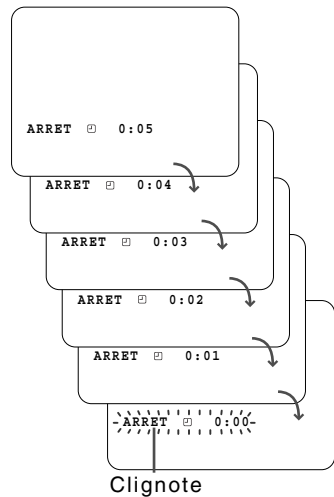 ARRET 0:05
ARRET 0:04
ARRET 0:03
ARRET 0:02
ARRET 0:01
ARRET 0:00
Clignote